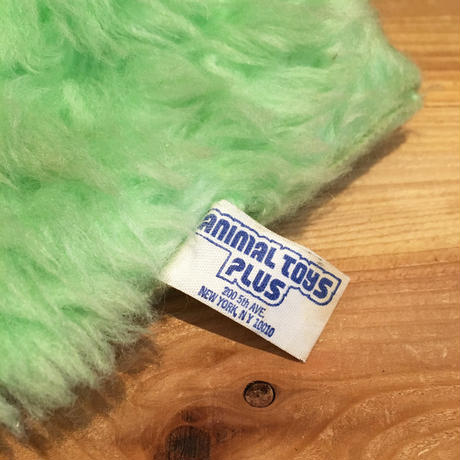 ANIMAL TOYS
PLUS
200 5th AVE.
NEW YORK, N.Y 10010